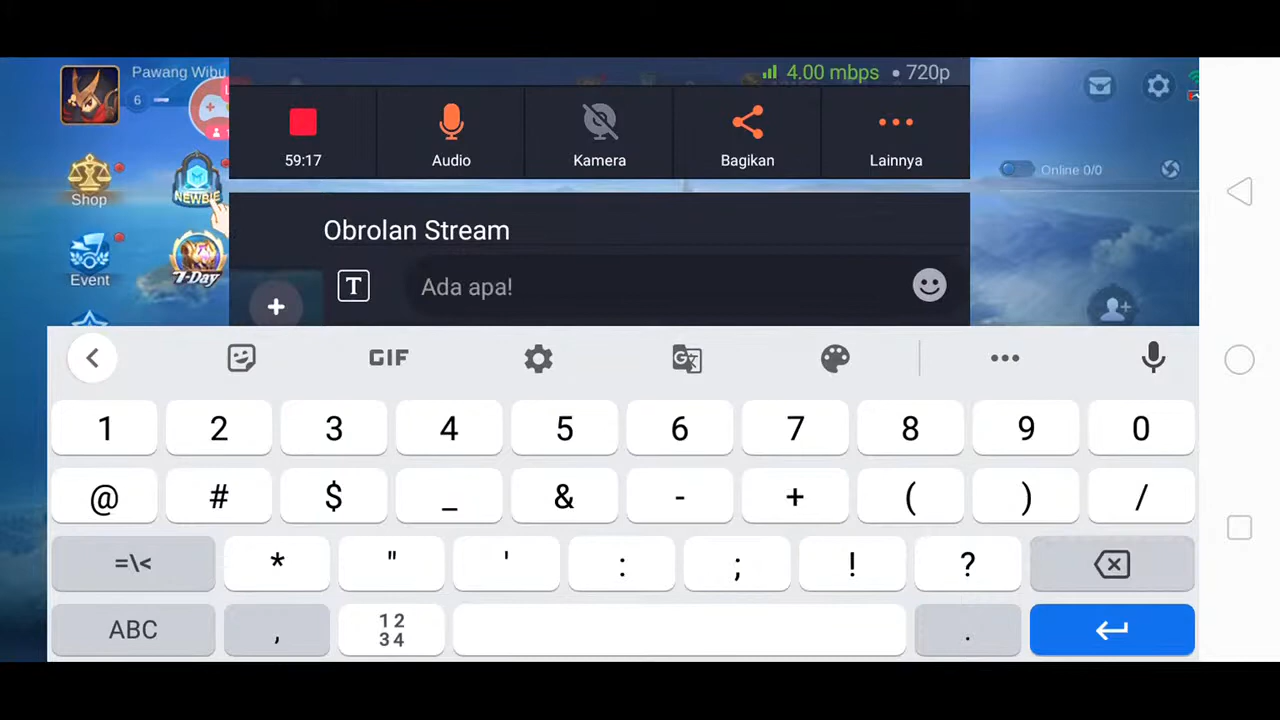 Pawang Wibu
4.00 mbps • 720p
6
59:17
Audio
Kamera
Bagikan
Lainnya
Online 0/0
Shop
NEWBIE
Obrolan Stream
Event
7-Day
T
Ada apa!
GIF
1 2 3 4 5 6 7 8 9 0
@ # $ _ & - + ( ) /
=\< * " ' : ; ! ?
ABC , 12 .
34